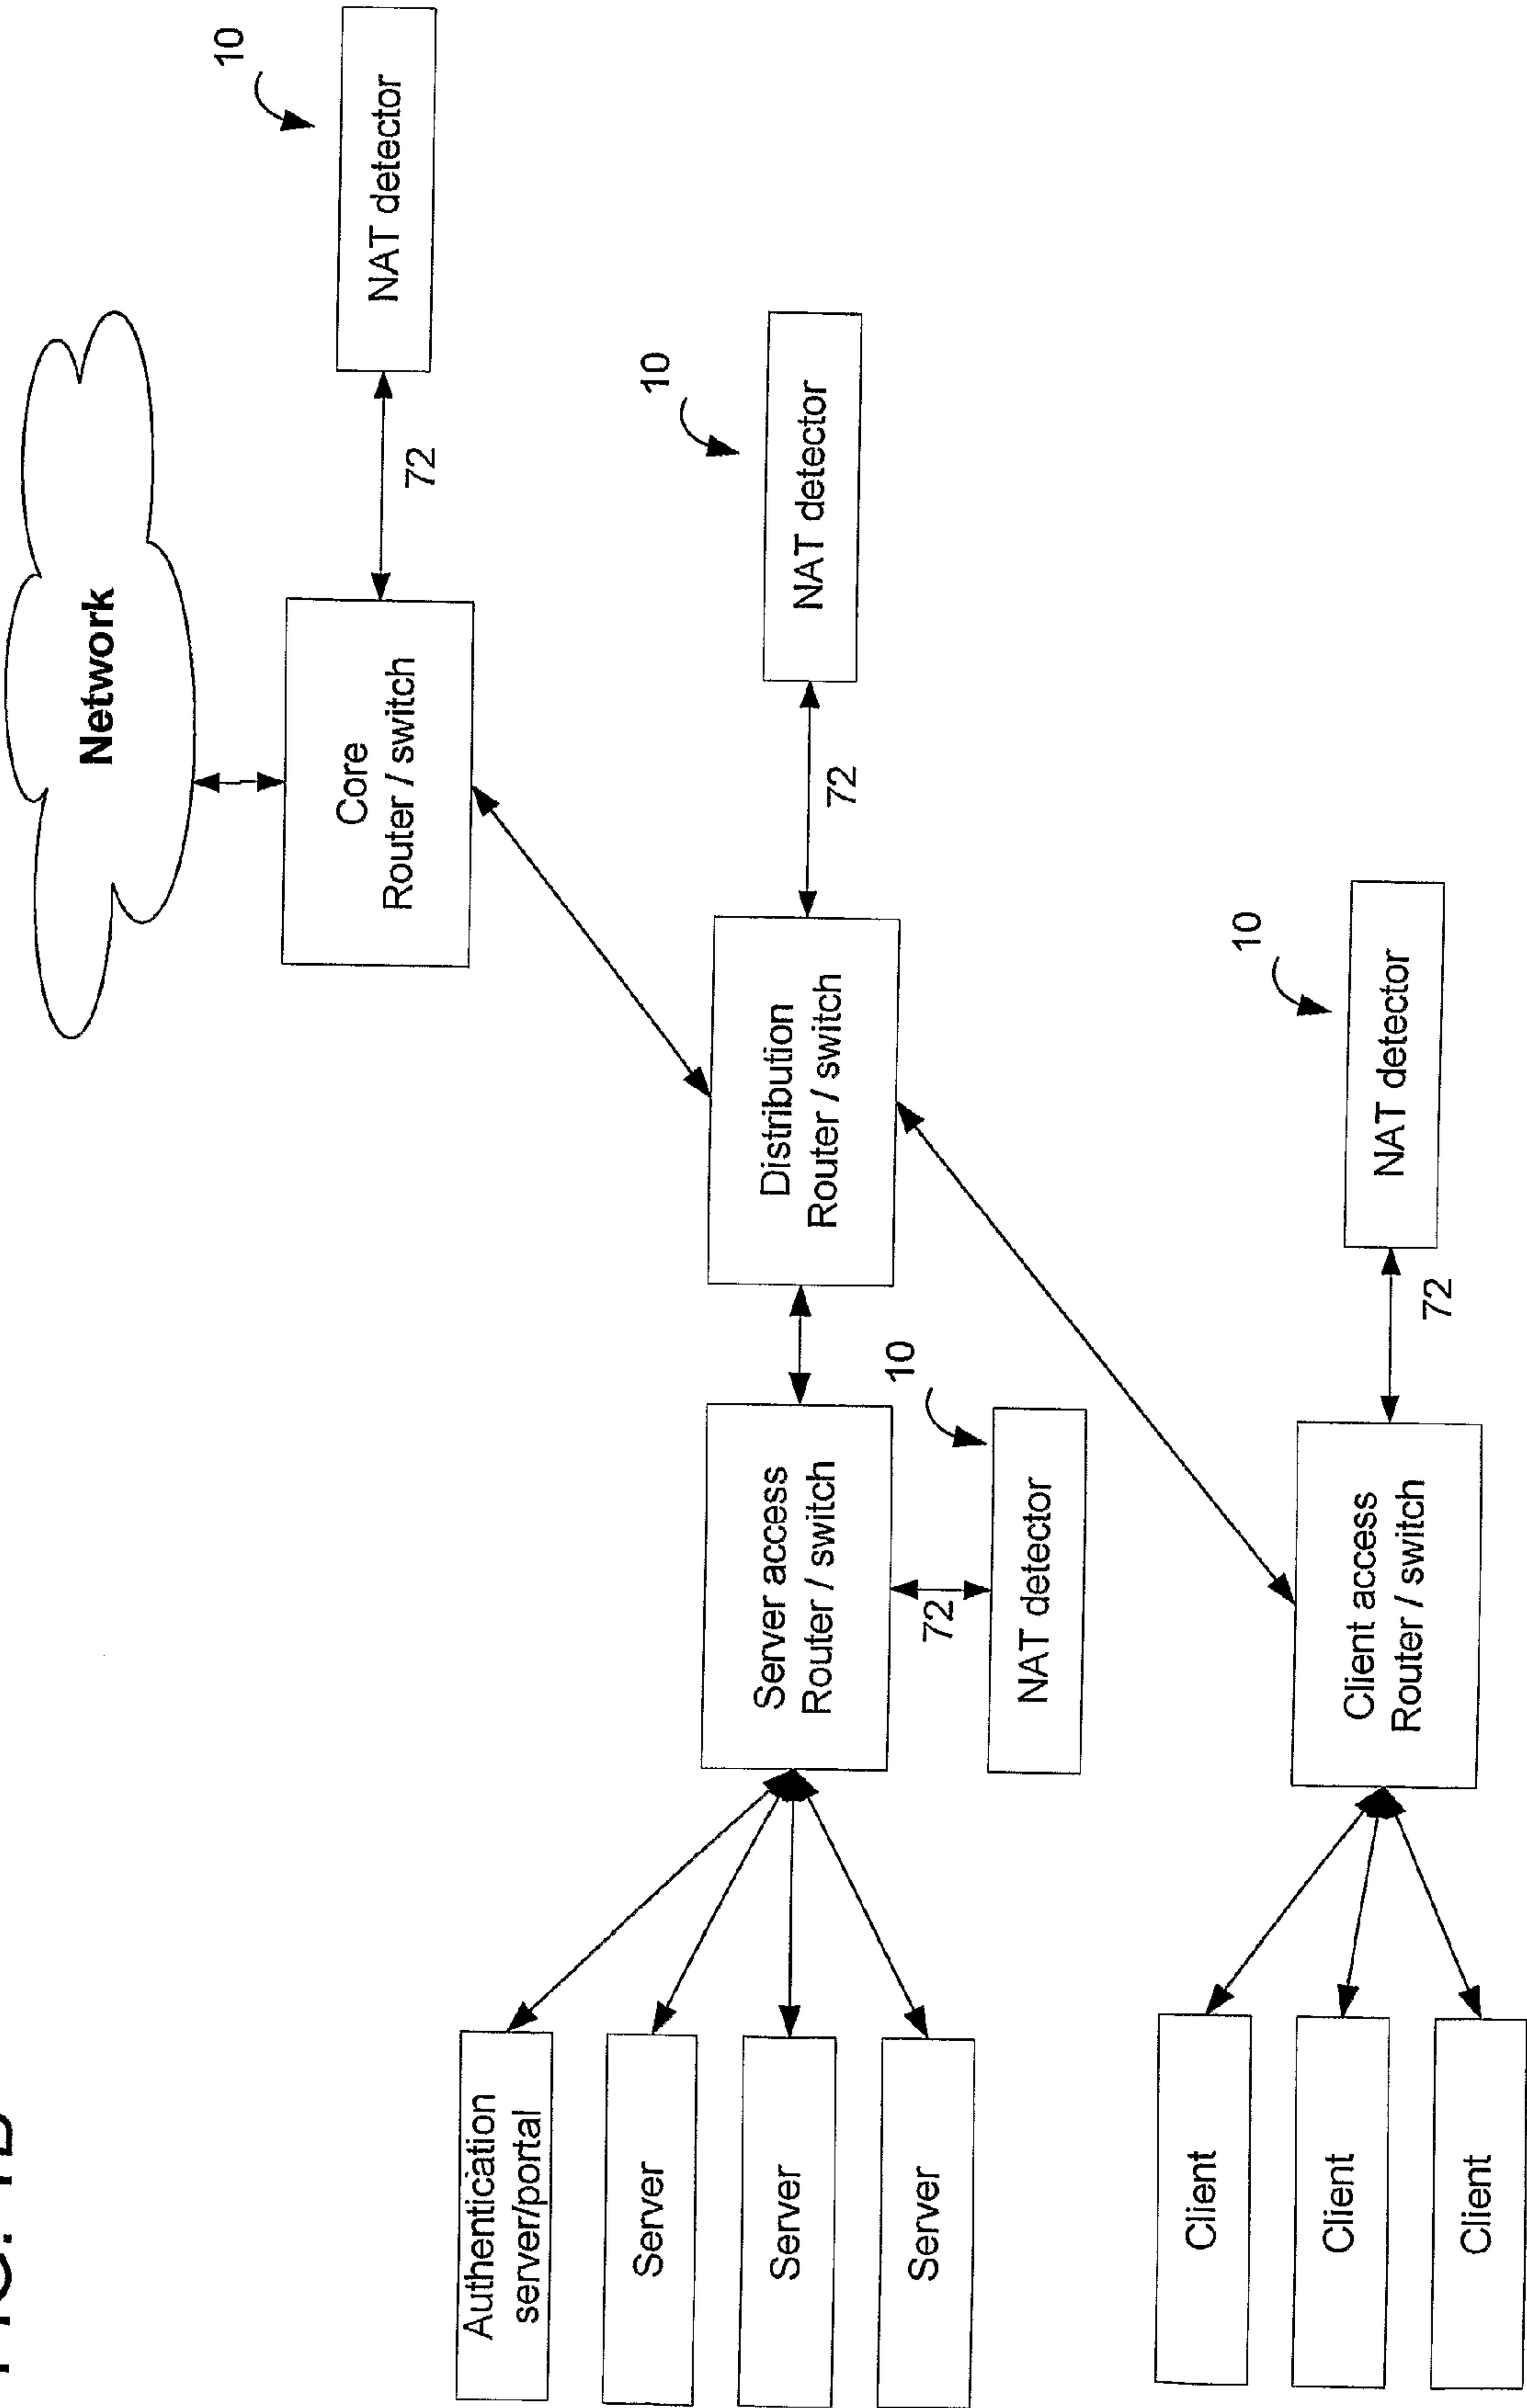 FIG.
Network
10
Core
Router / switch
72
NAT detector
10
Authentication
server/portal
Server
Server
Server
Server access
Router / switch
Distribution
Router / switch
72
NAT detector
72
10
NAT detector
10
Client
Client
Client
Client access
Router / switch
72
NAT detector